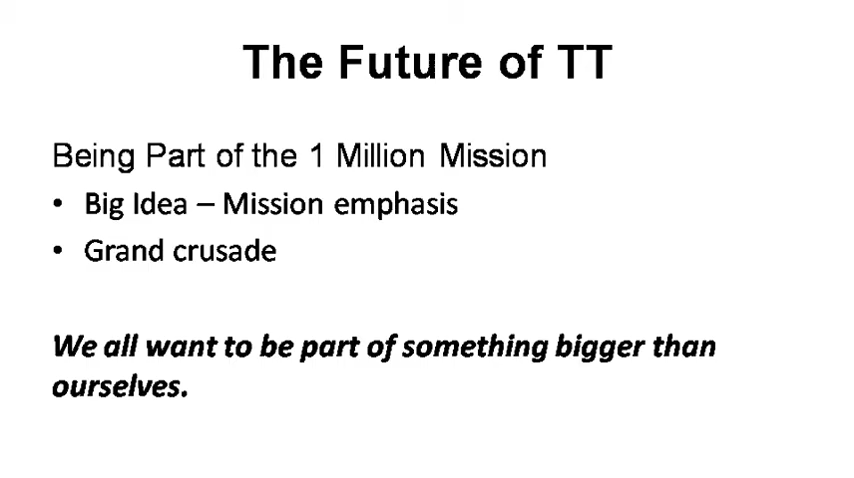 The Future of TT
Being Part of the 1 Million Mission
• Big Idea – Mission emphasis
• Grand crusade
We all want to be part of something bigger than
ourselves.